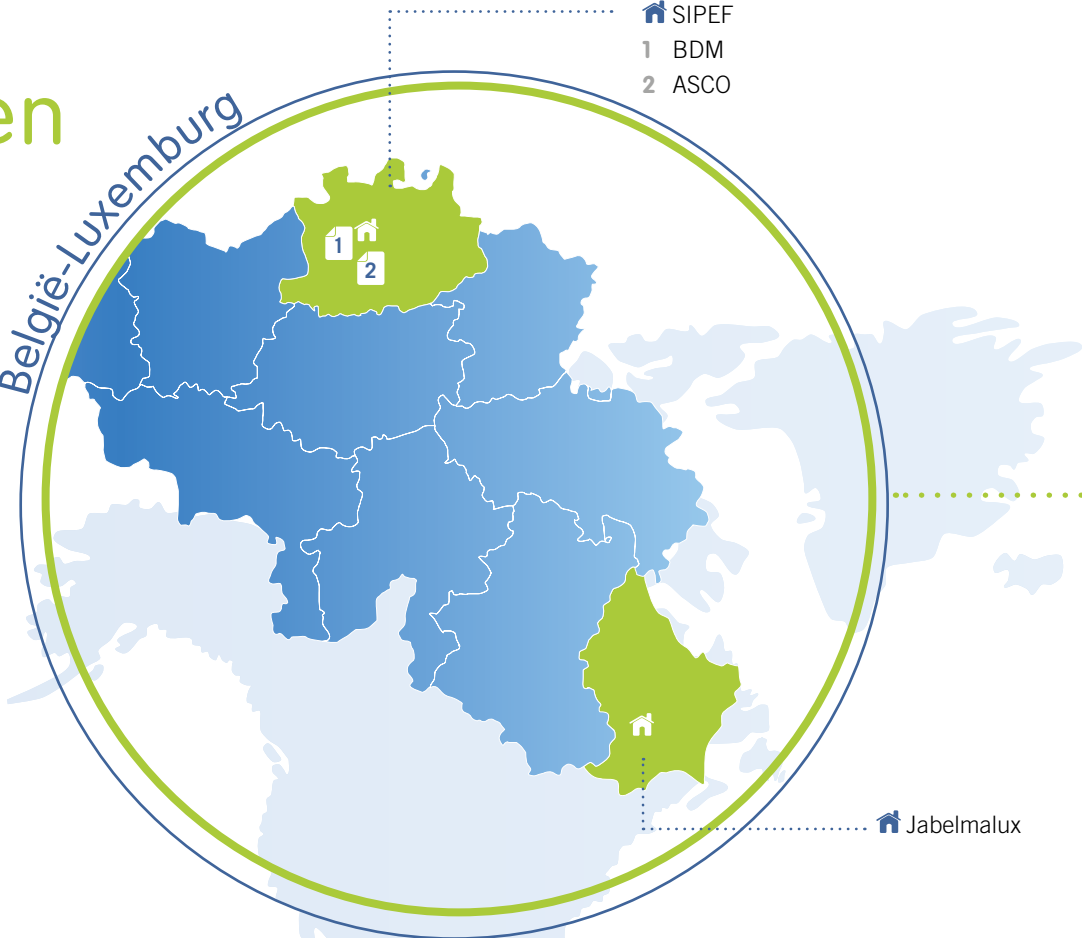 SIPEF
1 BDM
2 ASCO
en
België-Luxemburg
1
2
Jabelmalux